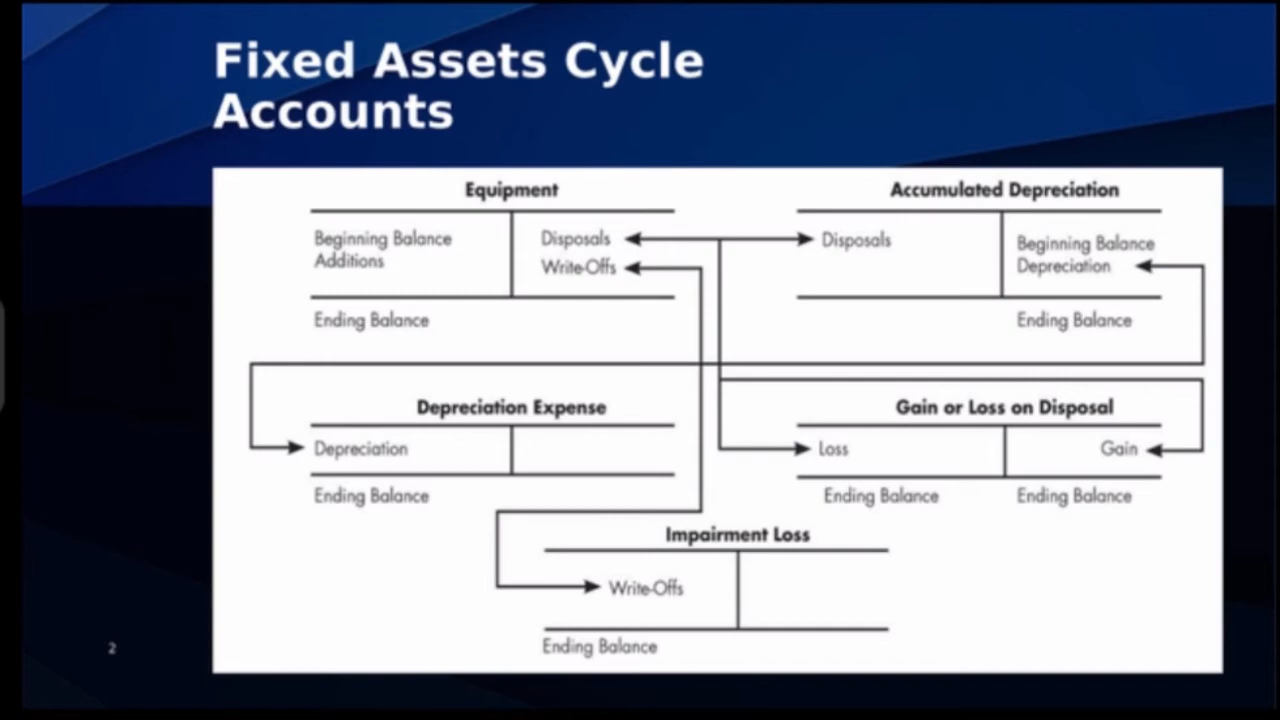 Fixed Assets Cycle
Accounts
Equipment
Beginning Balance
Additions
Disposals
Write-Offs
Ending Balance
Accumulated Depreciation
Disposals
Beginning Balance
Depreciation
Ending Balance
Depreciation Expense
Depreciation
Ending Balance
Gain or Loss on Disposal
Loss
Gain
Ending Balance
Ending Balance
Impairment Loss
Write-Offs
Ending Balance
2